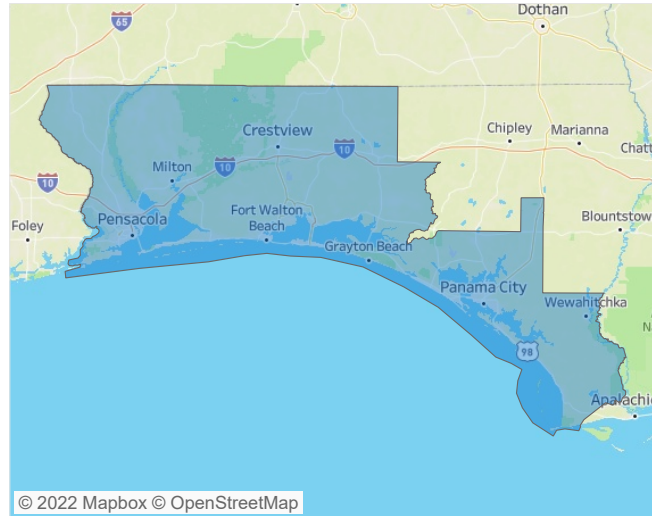 Dothan
65
Crestview
10
Chipley
Marianna
Chatt
Milton
10
10
Pensacola
Fort Walton
Beach
Foley
Blountstow
Grayton Beach
Panama City
Wewahitchka
98
N
Apalachic
© 2022 Mapbox © OpenStreetMap